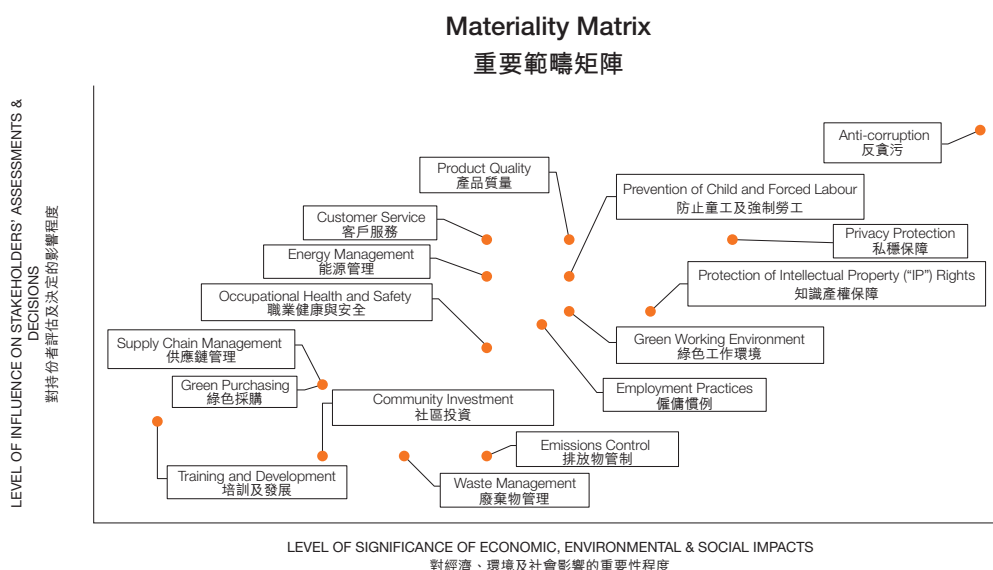 Materiality Matrix
重要範疇矩陣
LEVEL OF INFLUENCE ON STAKEHOLDERS' ASSESSMENTS &
DECISIONS
對持份者評估及決定的影響程度
Anti-corruption
反貪污
Product Quality
產品質量
Prevention of Child and Forced Labour
防止童工及強制勞工
Customer Service
客戶服務
Privacy Protection
私穩保障
Energy Management
能源管理
Protection of Intellectual Property (“IP”) Rights
知識產權保障
Occupational Health and Safety
職業健康與安全
Green Working Environment
綠色工作環境
Supply Chain Management
供應鏈管理
Green Purchasing
綠色採購
Employment Practices
僱傭慣例
Community Investment
社區投資
Emissions Control
排放物管制
Training and Development
培訓及發展
Waste Management
廢棄物管理
LEVEL OF SIGNIFICANCE OF ECONOMIC, ENVIRONMENTAL & SOCIAL IMPACTS
對經濟、環境及社會影響的重要性程度